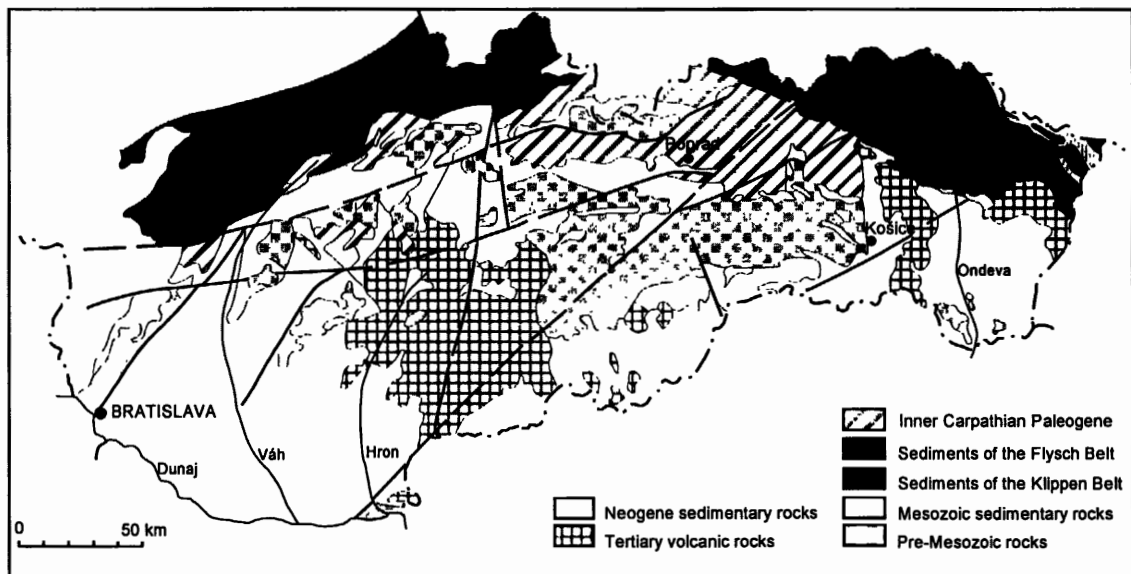 Poprad
Košice
Ondeva
BRATISLAVA
Dunaj
Váh
Hron
0 50 km
Neogene sedimentary rocks
Tertiary volcanic rocks
Inner Carpathian Paleogene
Sediments of the Flysch Belt
Sediments of the Klippen Belt
Mesozoic sedimentary rocks
Pre-Mesozoic rocks